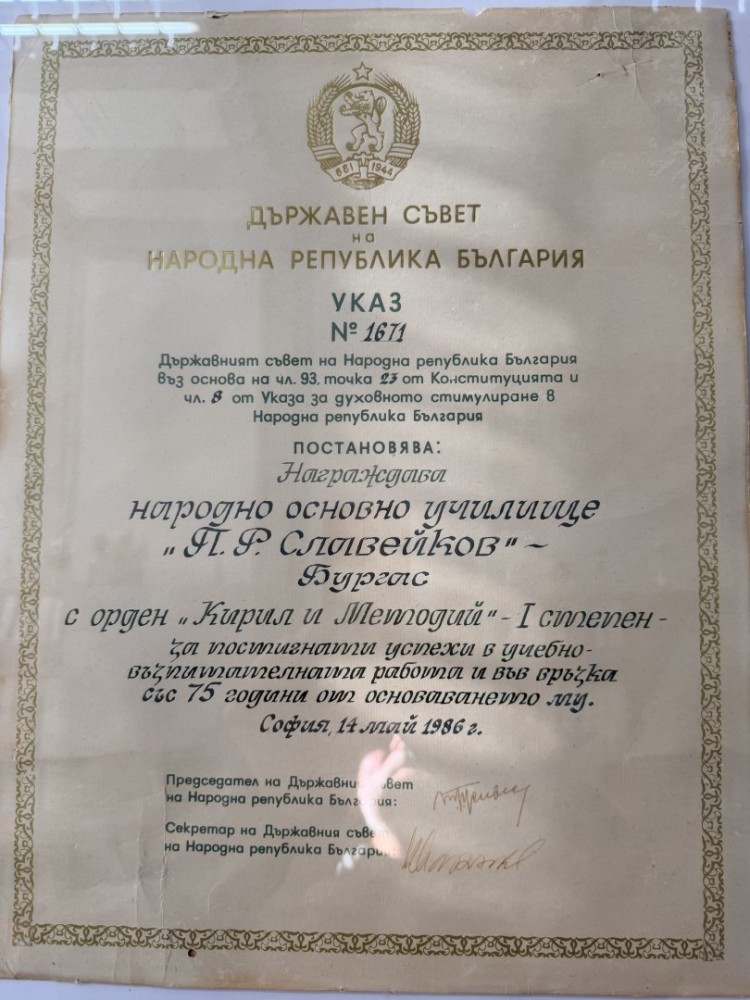 681 1944
ДЪРЖАВЕН СЪВЕТ
на
НАРОДНА РЕПУБЛИКА БЪЛГАРИЯ
УКАЗ
№ 1671
Държавният съвет на Народна република България
въз основа на чл. 93, точка 23 от Конституцията и
чл. 8 от Указа за духовното стимулиране в
Народна република България
ПОСТАНОВЯВА:
Награждава
народно основно училище
„П. Р. Славейков" –
Бургас
с орден „Кирил и Методий" - I степен -
за постигнати успехи в учебно-
възпитателната работа и във връзка
със 75 години от основаването му.
София, 14 май 1986 г.
Председател на Държавния съвет
на Народна република България:
Секретар на Държавния съвет
на Народна република България: